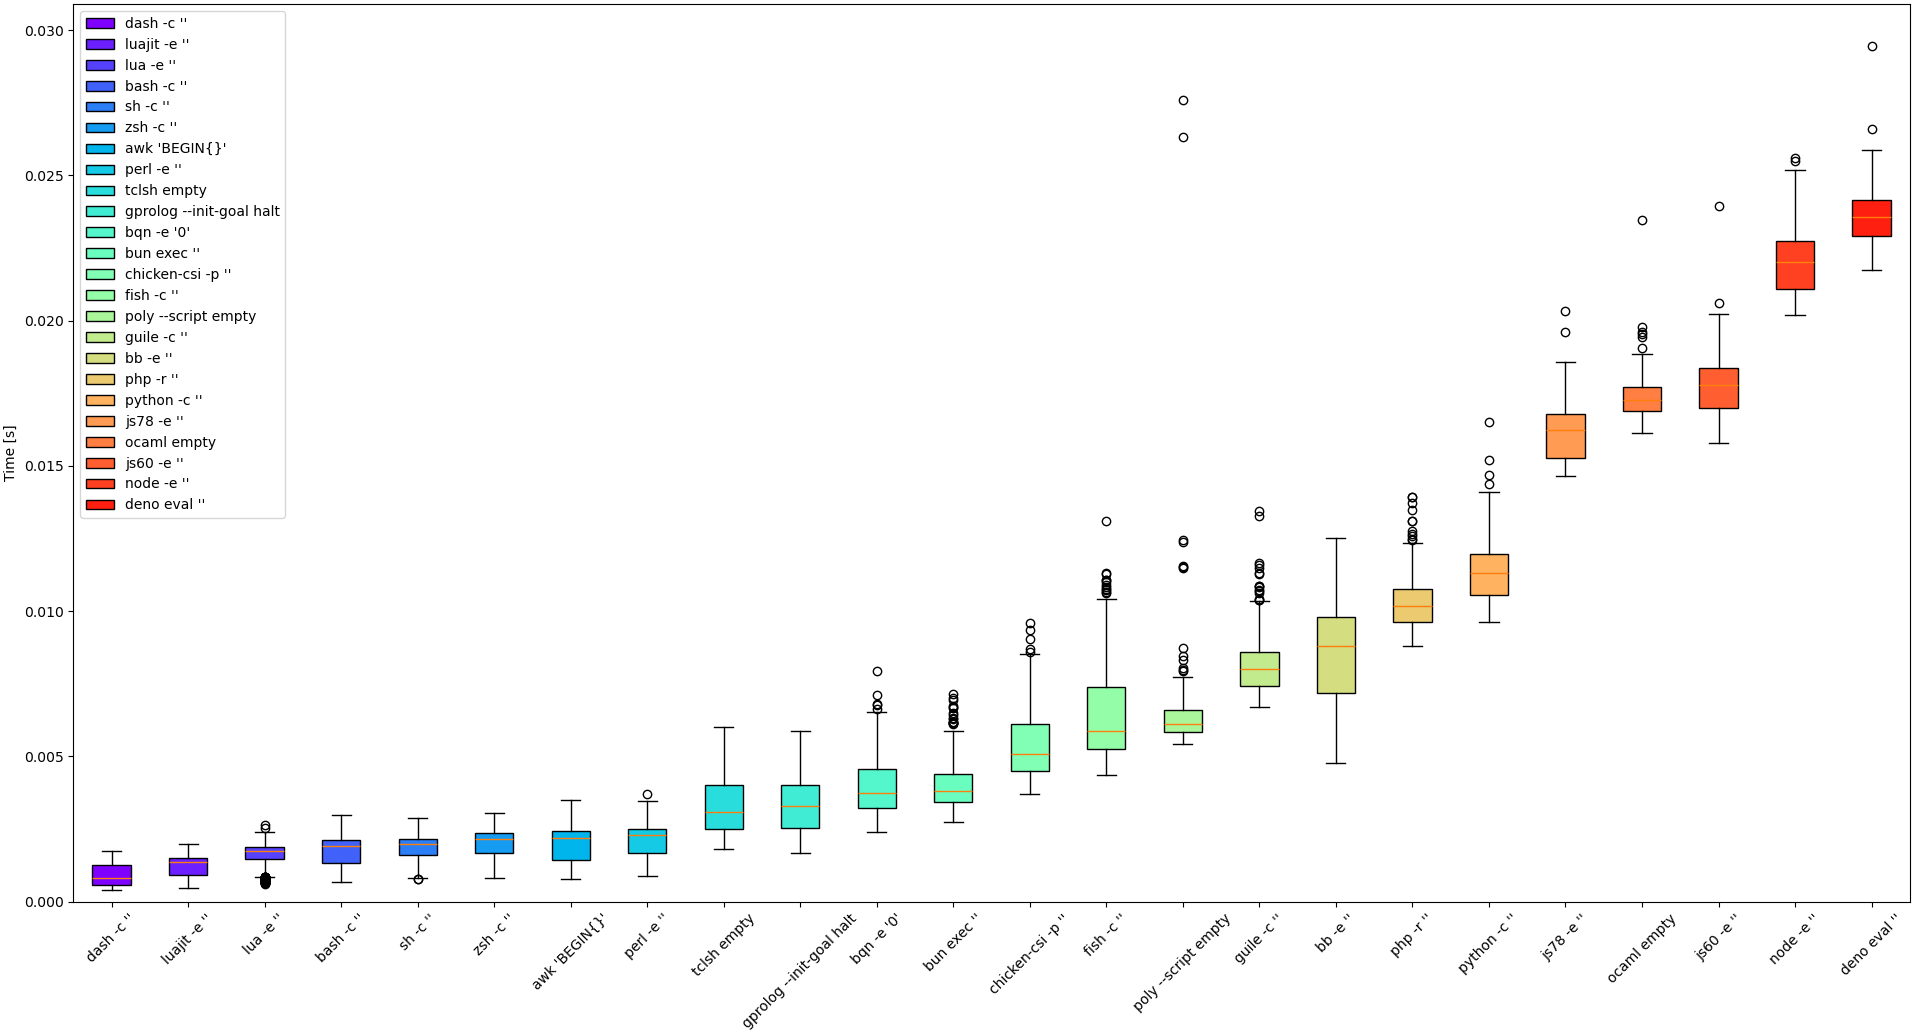 0.030
0.025
0.020
0.015
0.010
0.005
0.000
Time [s]
dash -c ''
luajit -e ''
lua -e ''
bash -c ''
sh -c ''
zsh -c ''
awk 'BEGIN{}'
perl -e ''
tclsh empty
gprolog --init-goal halt
bqn -e '0'
bun exec ''
chicken-csi -p ''
fish -c ''
poly --script empty
guile -c ''
bb -e ''
php -r ''
python -c ''
js78 -e ''
ocaml empty
js60 -e ''
node -e ''
deno eval ''
dash -c ''
luajit -e ''
lua -e ''
bash -c ''
sh -c ''
zsh -c ''
awk 'BEGIN{}'
perl -e ''
tclsh empty
gprolog --init-goal halt
bqn -e '0'
bun exec ''
chicken-csi -p ''
fish -c ''
poly --script empty
guile -c ''
bb -e ''
php -r ''
python -c ''
js78 -e ''
ocaml empty
js60 -e ''
node -e ''
deno eval ''